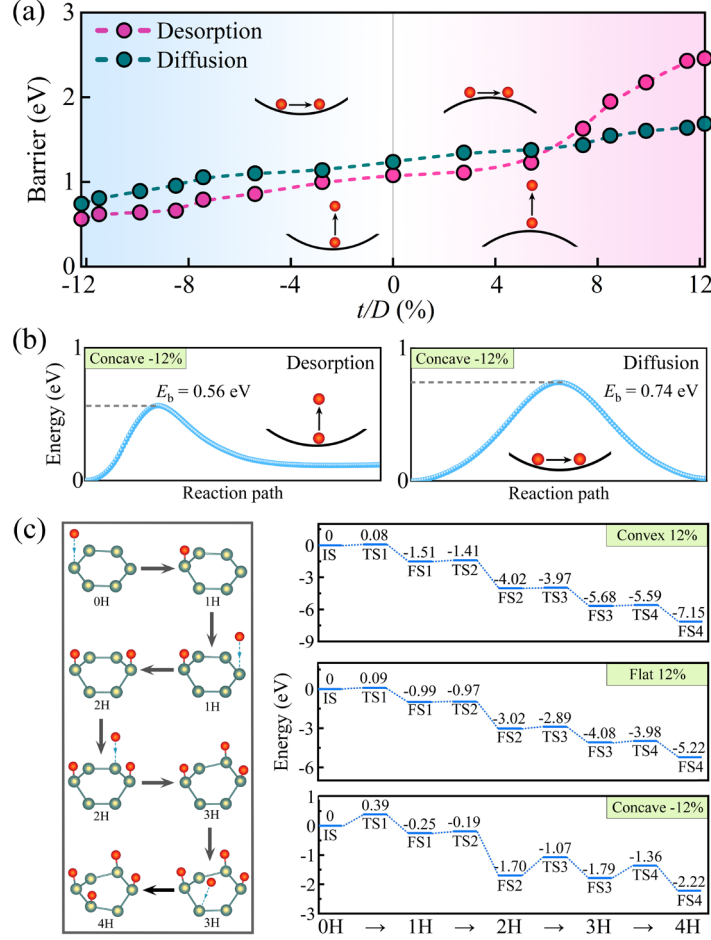 (a)
3
2
1
0
Barrier (eV)
Desorption
Diffusion
-12 -8 -4 0 4 8 12
t/D (%)
(b)
1
0
Energy (eV)
Concave -12%
Desorption
E_b = 0.56 eV
Reaction path
1
0
Concave -12%
Diffusion
E_b = 0.74 eV
Reaction path
(c)
0H
1H
2H
1H
2H
3H
4H
3H
Energy (eV)
0
-3
-6
-9
Convex 12%
0 0.08 -1.51 -1.41 -4.02 -3.97 -5.68 -5.59 -7.15
IS TS1 FS1 TS2 FS2 TS3 FS3 TS4 FS4
0
-3
-6
Flat 12%
0 0.09 -0.99 -0.97 -3.02 -2.89 -4.08 -3.98 -5.22
IS TS1 FS1 TS2 FS2 TS3 FS3 TS4 FS4
1
0
-1
-2
-3
Concave -12%
0 0.39 -0.25 -0.19 -1.70 -1.07 -1.79 -1.36 -2.22
IS TS1 FS1 TS2 FS2 TS3 FS3 TS4 FS4
0H → 1H → 2H → 3H → 4H